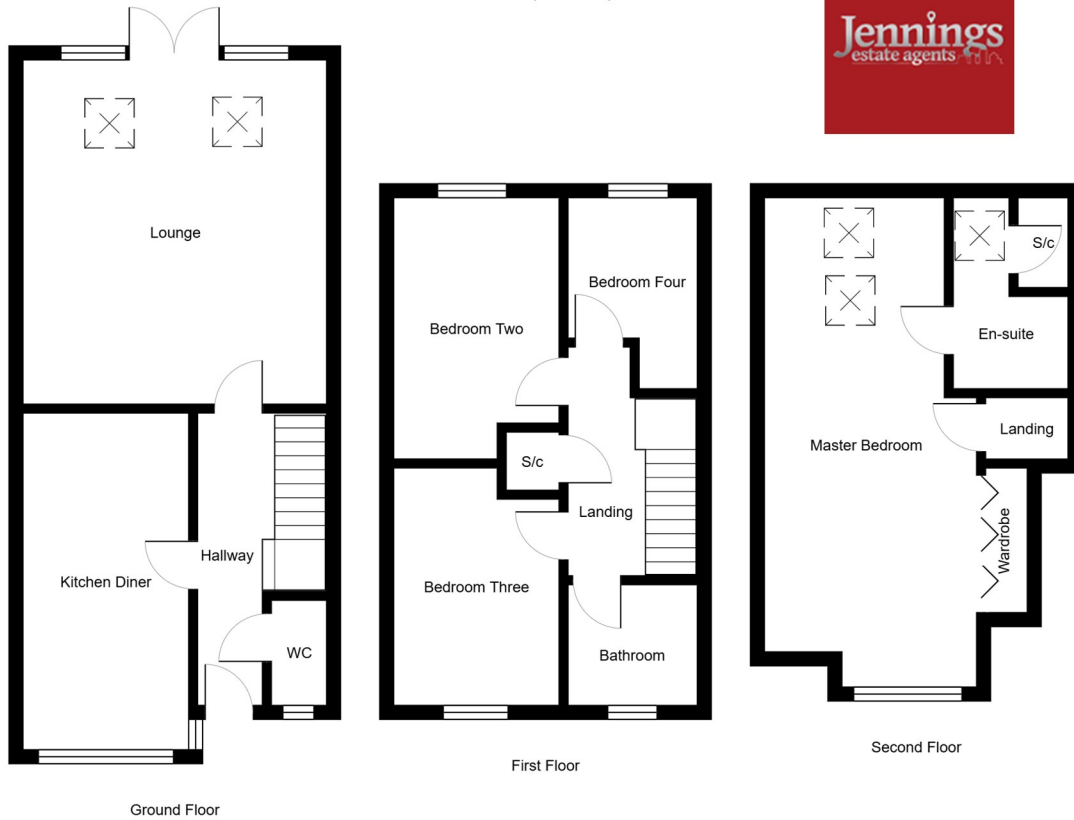 Jennings
estate agents
Lounge
Kitchen Diner
Hallway
WC
Ground Floor
Bedroom Two
Bedroom Four
S/c
Landing
Bedroom Three
Bathroom
First Floor
S/c
En-suite
Master Bedroom
Landing
Wardrobe
Second Floor